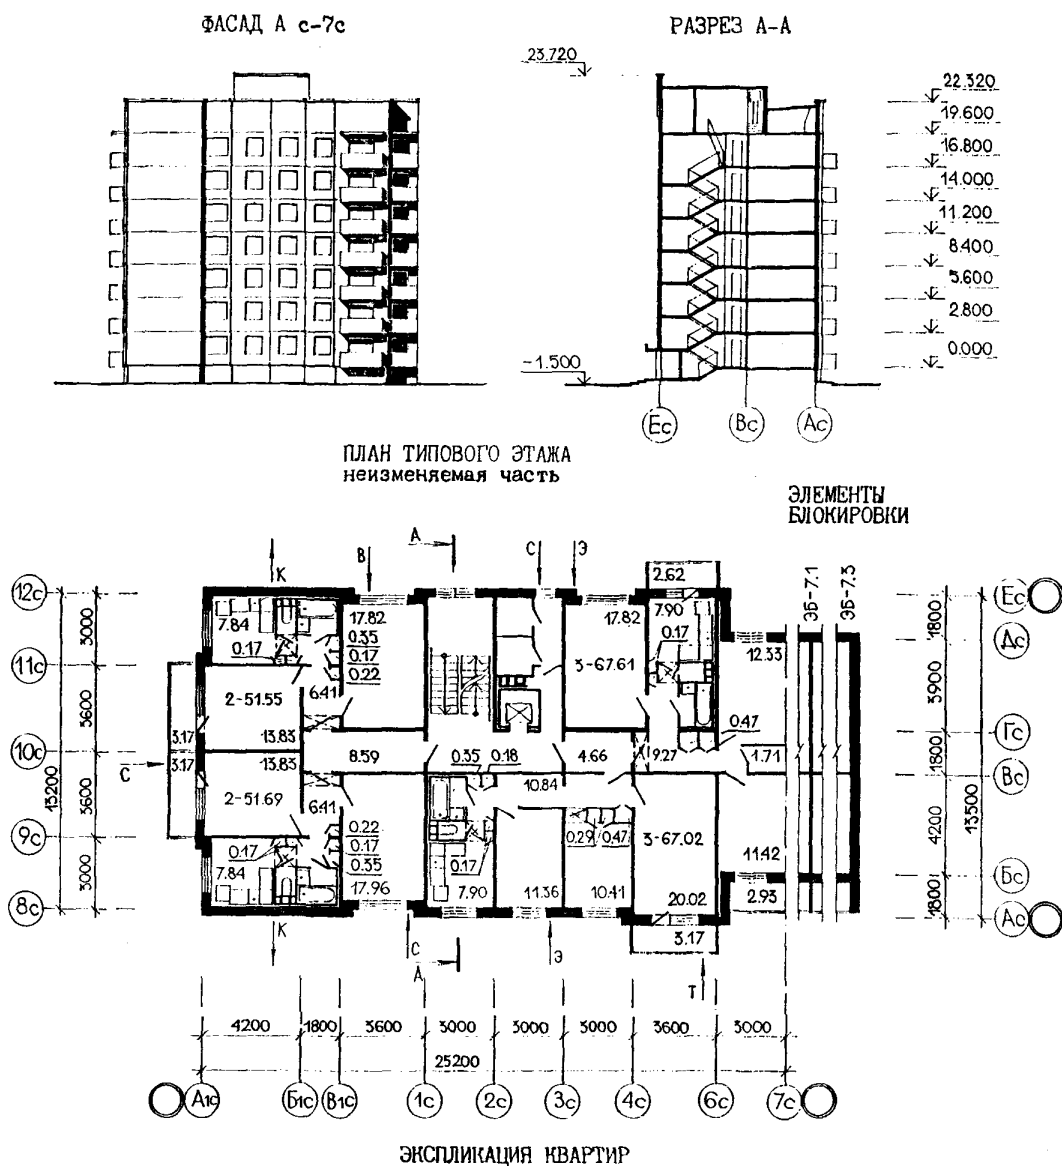 ФАСАД А с-7с
РАЗРЕЗ А-А
23.720
22.320
19.600
16.800
14.000
11.200
8.400
5.600
2.800
0.000
-1.500
Ес Вс Ас
ПЛАН ТИПОВОГО ЭТАЖА
неизменяемая часть
ЭЛЕМЕНТЫ
БЛОКИРОВКИ
А
В С Э
К
ЭБ-7.1 ЭБ-7.3
12с
2.62
Ес
7.84 17.82 17.82 7.90
0.17 0.35 0.17
0.17
0.22
Дс
12.33
11с
3-67.61
2-51.55 6.41
0.47
3.17 13.83
Гс
10с
8.59 0.35 0.18 4.66 9.27 1.71
С
3.17 13.83
Вс
10.84
2-51.69 6.41
0.22 0.29 0.47 3-67.02
9с
0.17 0.17 0.17
0.35
11.42
7.84 17.96 7.90 11.36 10.41 20.02 2.93
Бс
8с
Ас
К С Э 3.17
А Т
13200
3000
3600
3600
3000
1800
3900
1800
4200
1800
13500
4200 1800 3600 3000 3000 3000 3600 3000
25200
А1с Б1с В1с 1с 2с 3с 4с 6с 7с
ЭКСПЛИКАЦИЯ КВАРТИР